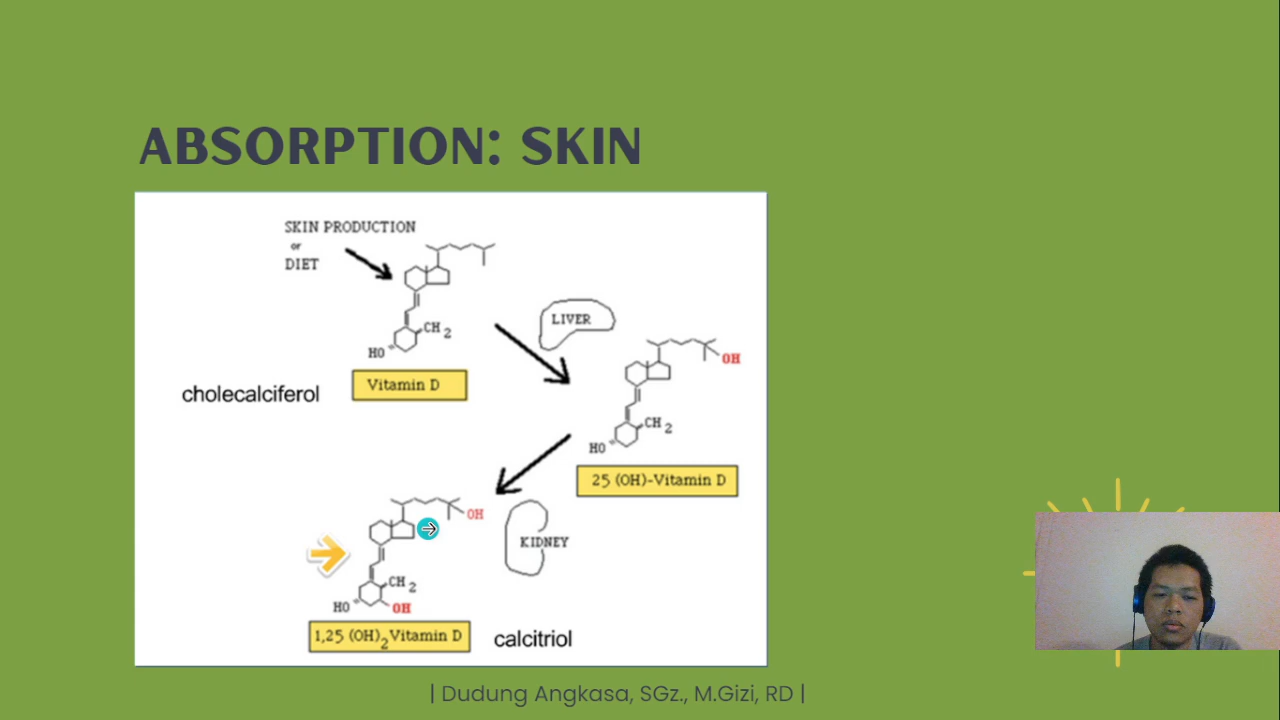 ABSORPTION: SKIN
SKIN PRODUCTION
or
DIET
CH 2
HO
Vitamin D
cholecalciferol
LIVER
OH
CH 2
HO
25 (OH)-Vitamin D
OH
KIDNEY
CH 2
HO
OH
1,25 (OH)2 Vitamin D
calcitriol
| Dudung Angkasa, SGz., M.Gizi, RD |